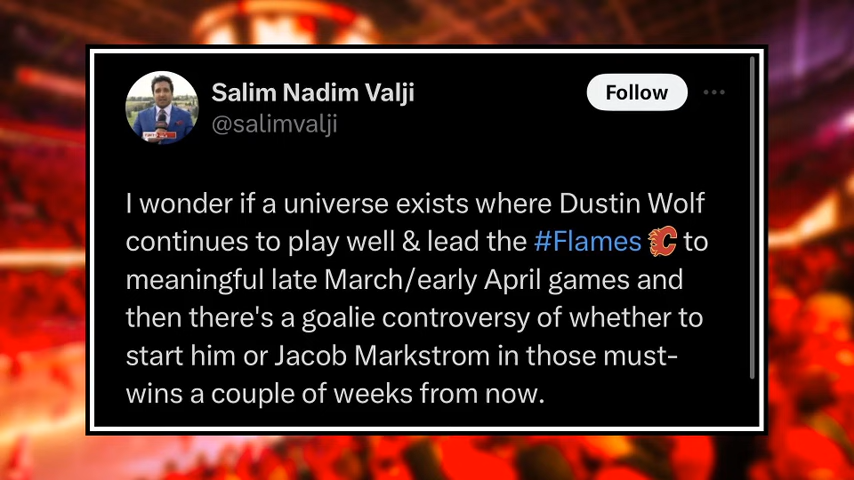 Salim Nadim Valji
Follow
@salimvalji
I wonder if a universe exists where Dustin Wolf
continues to play well & lead the #Flames to
meaningful late March/early April games and
then there's a goalie controversy of whether to
start him or Jacob Markstrom in those must-
wins a couple of weeks from now.